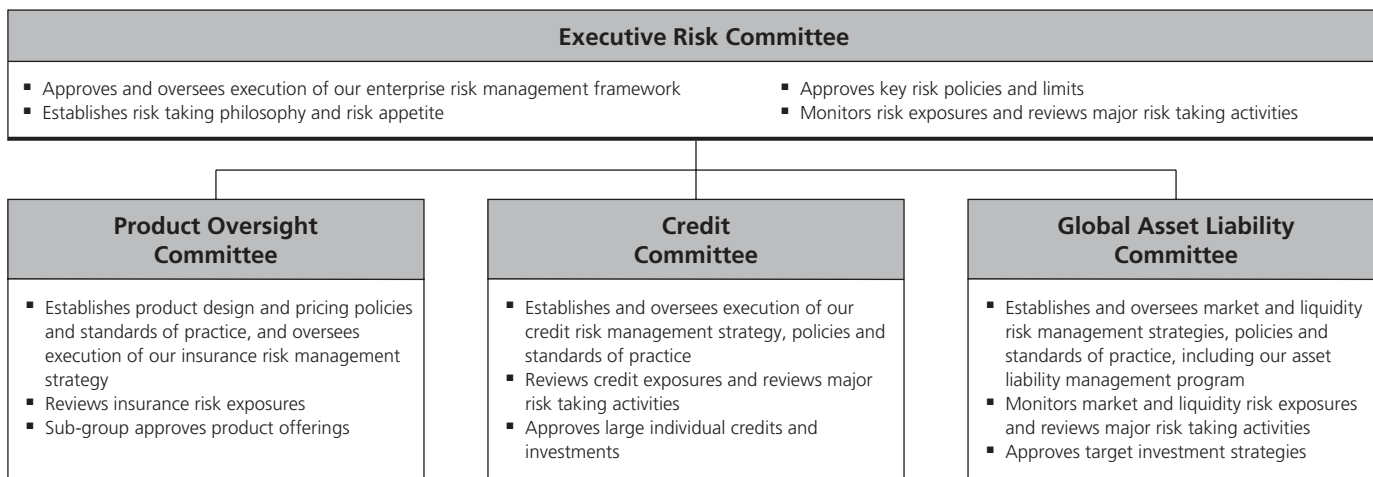 Executive Risk Committee
▪ Approves and oversees execution of our enterprise risk management framework
▪ Establishes risk taking philosophy and risk appetite
▪ Approves key risk policies and limits
▪ Monitors risk exposures and reviews major risk taking activities
Product Oversight
Committee
▪ Establishes product design and pricing policies
and standards of practice, and oversees
execution of our insurance risk management
strategy
▪ Reviews insurance risk exposures
▪ Sub-group approves product offerings
Credit
Committee
▪ Establishes and oversees execution of our
credit risk management strategy, policies and
standards of practice
▪ Reviews credit exposures and reviews major
risk taking activities
▪ Approves large individual credits and
investments
Global Asset Liability
Committee
▪ Establishes and oversees market and liquidity
risk management strategies, policies and
standards of practice, including our asset
liability management program
▪ Monitors market and liquidity risk exposures
and reviews major risk taking activities
▪ Approves target investment strategies